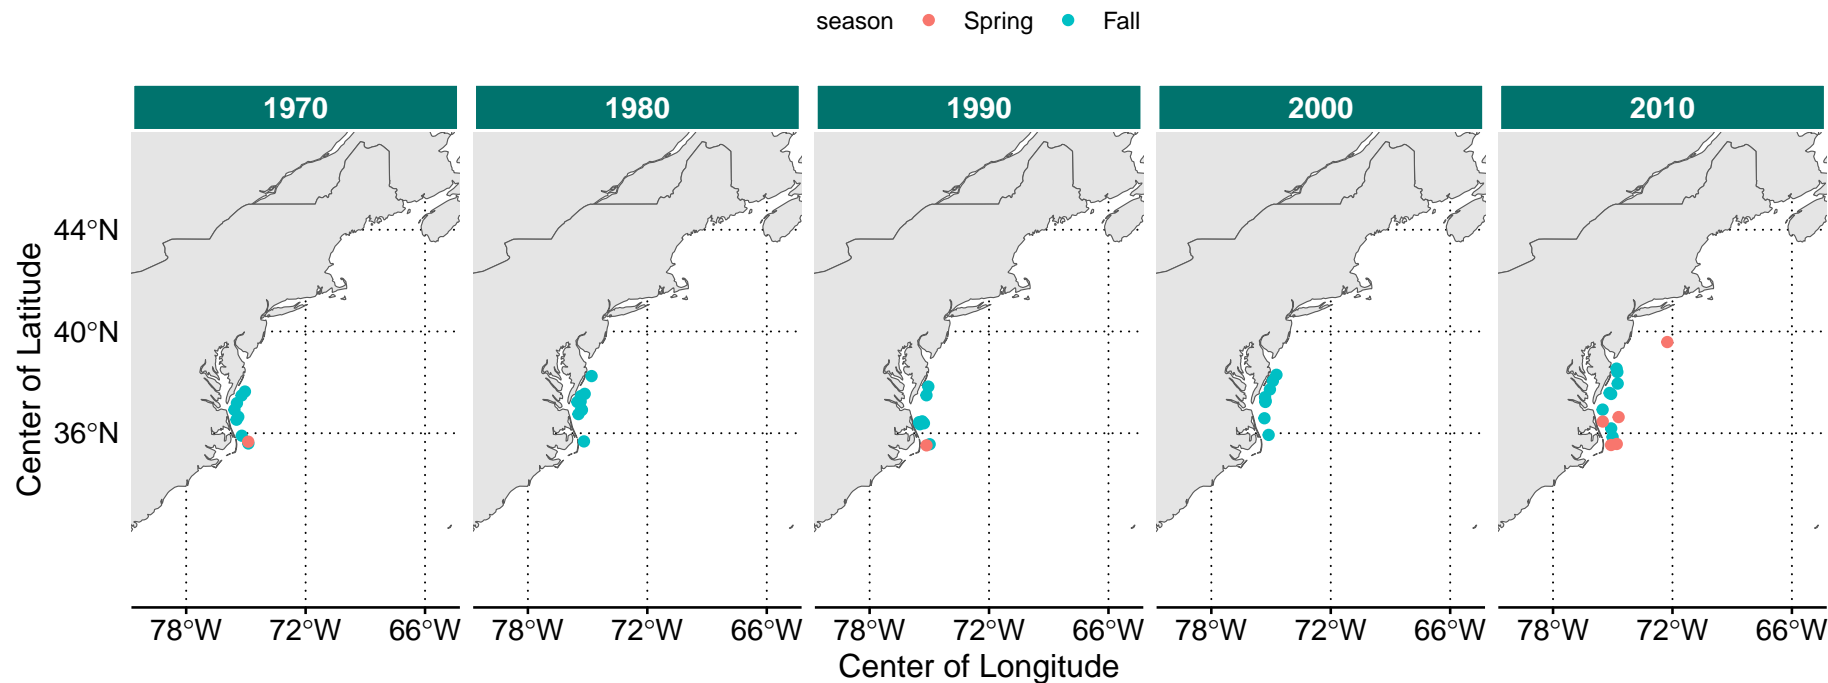 season Spring Fall
1970 1980 1990 2000 2010
44°N
40°N
36°N
Center of Latitude
78°W 72°W 66°W 78°W 72°W 66°W 78°W 72°W 66°W 78°W 72°W 66°W 78°W 72°W 66°W
Center of Longitude